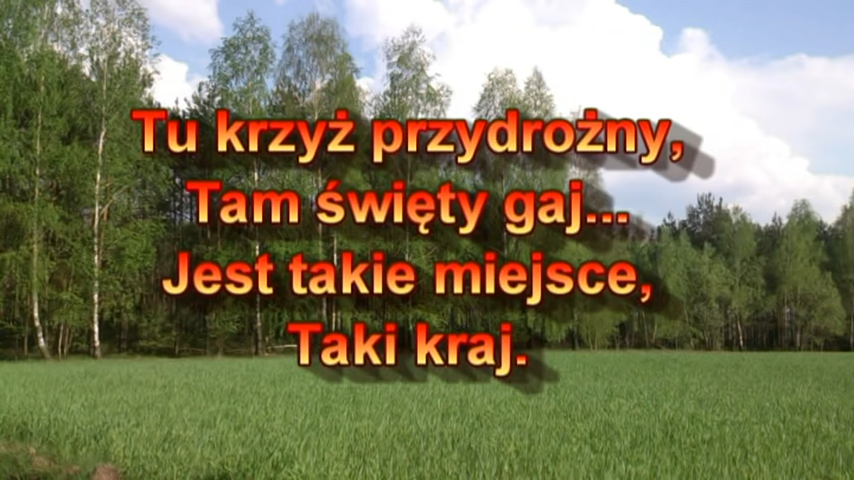 Tu krzyż przydrożny,
Tam święty gaj...
Jest takie miejsce,
Taki kraj.